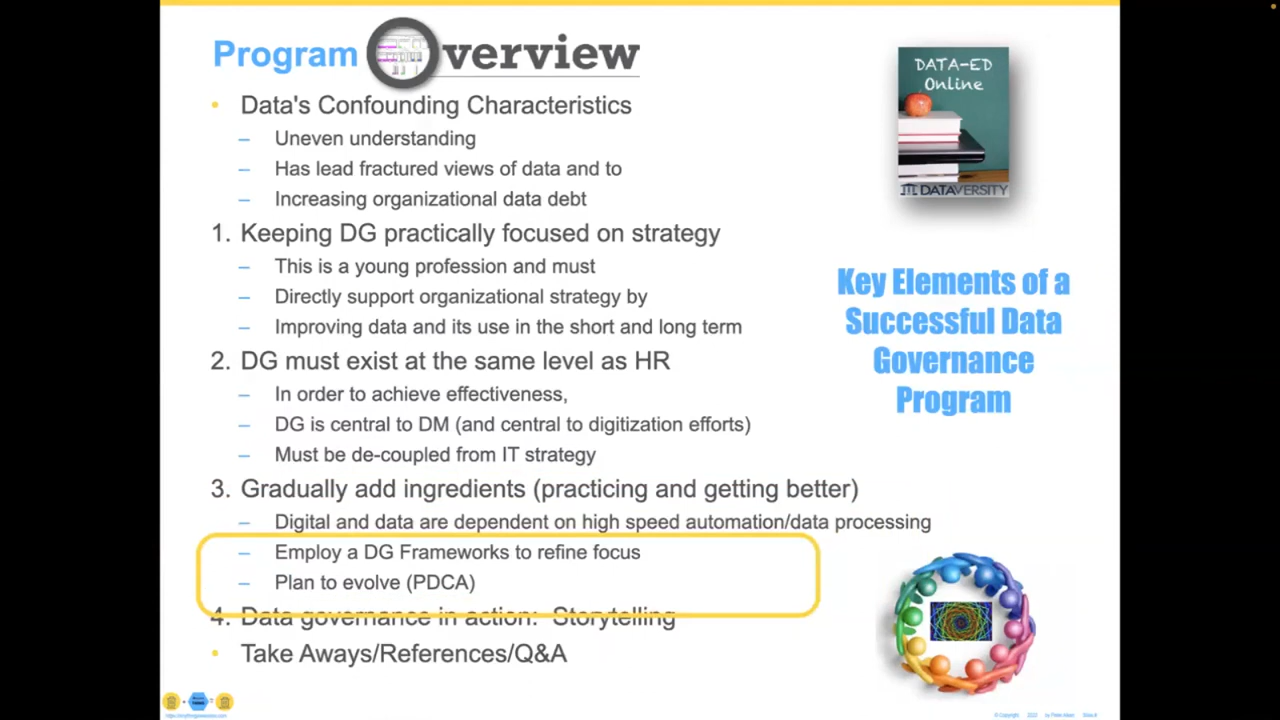 Program Overview
• Data's Confounding Characteristics
– Uneven understanding
– Has lead fractured views of data and to
– Increasing organizational data debt
1. Keeping DG practically focused on strategy
– This is a young profession and must
– Directly support organizational strategy by
– Improving data and its use in the short and long term
2. DG must exist at the same level as HR
– In order to achieve effectiveness,
– DG is central to DM (and central to digitization efforts)
– Must be de-coupled from IT strategy
3. Gradually add ingredients (practicing and getting better)
– Digital and data are dependent on high speed automation/data processing
– Employ a DG Frameworks to refine focus
– Plan to evolve (PDCA)
4. Data governance in action: Storytelling
• Take Aways/References/Q&A
DATA-ED
Online
DATAVERSITY
Key Elements of a
Successful Data
Governance
Program